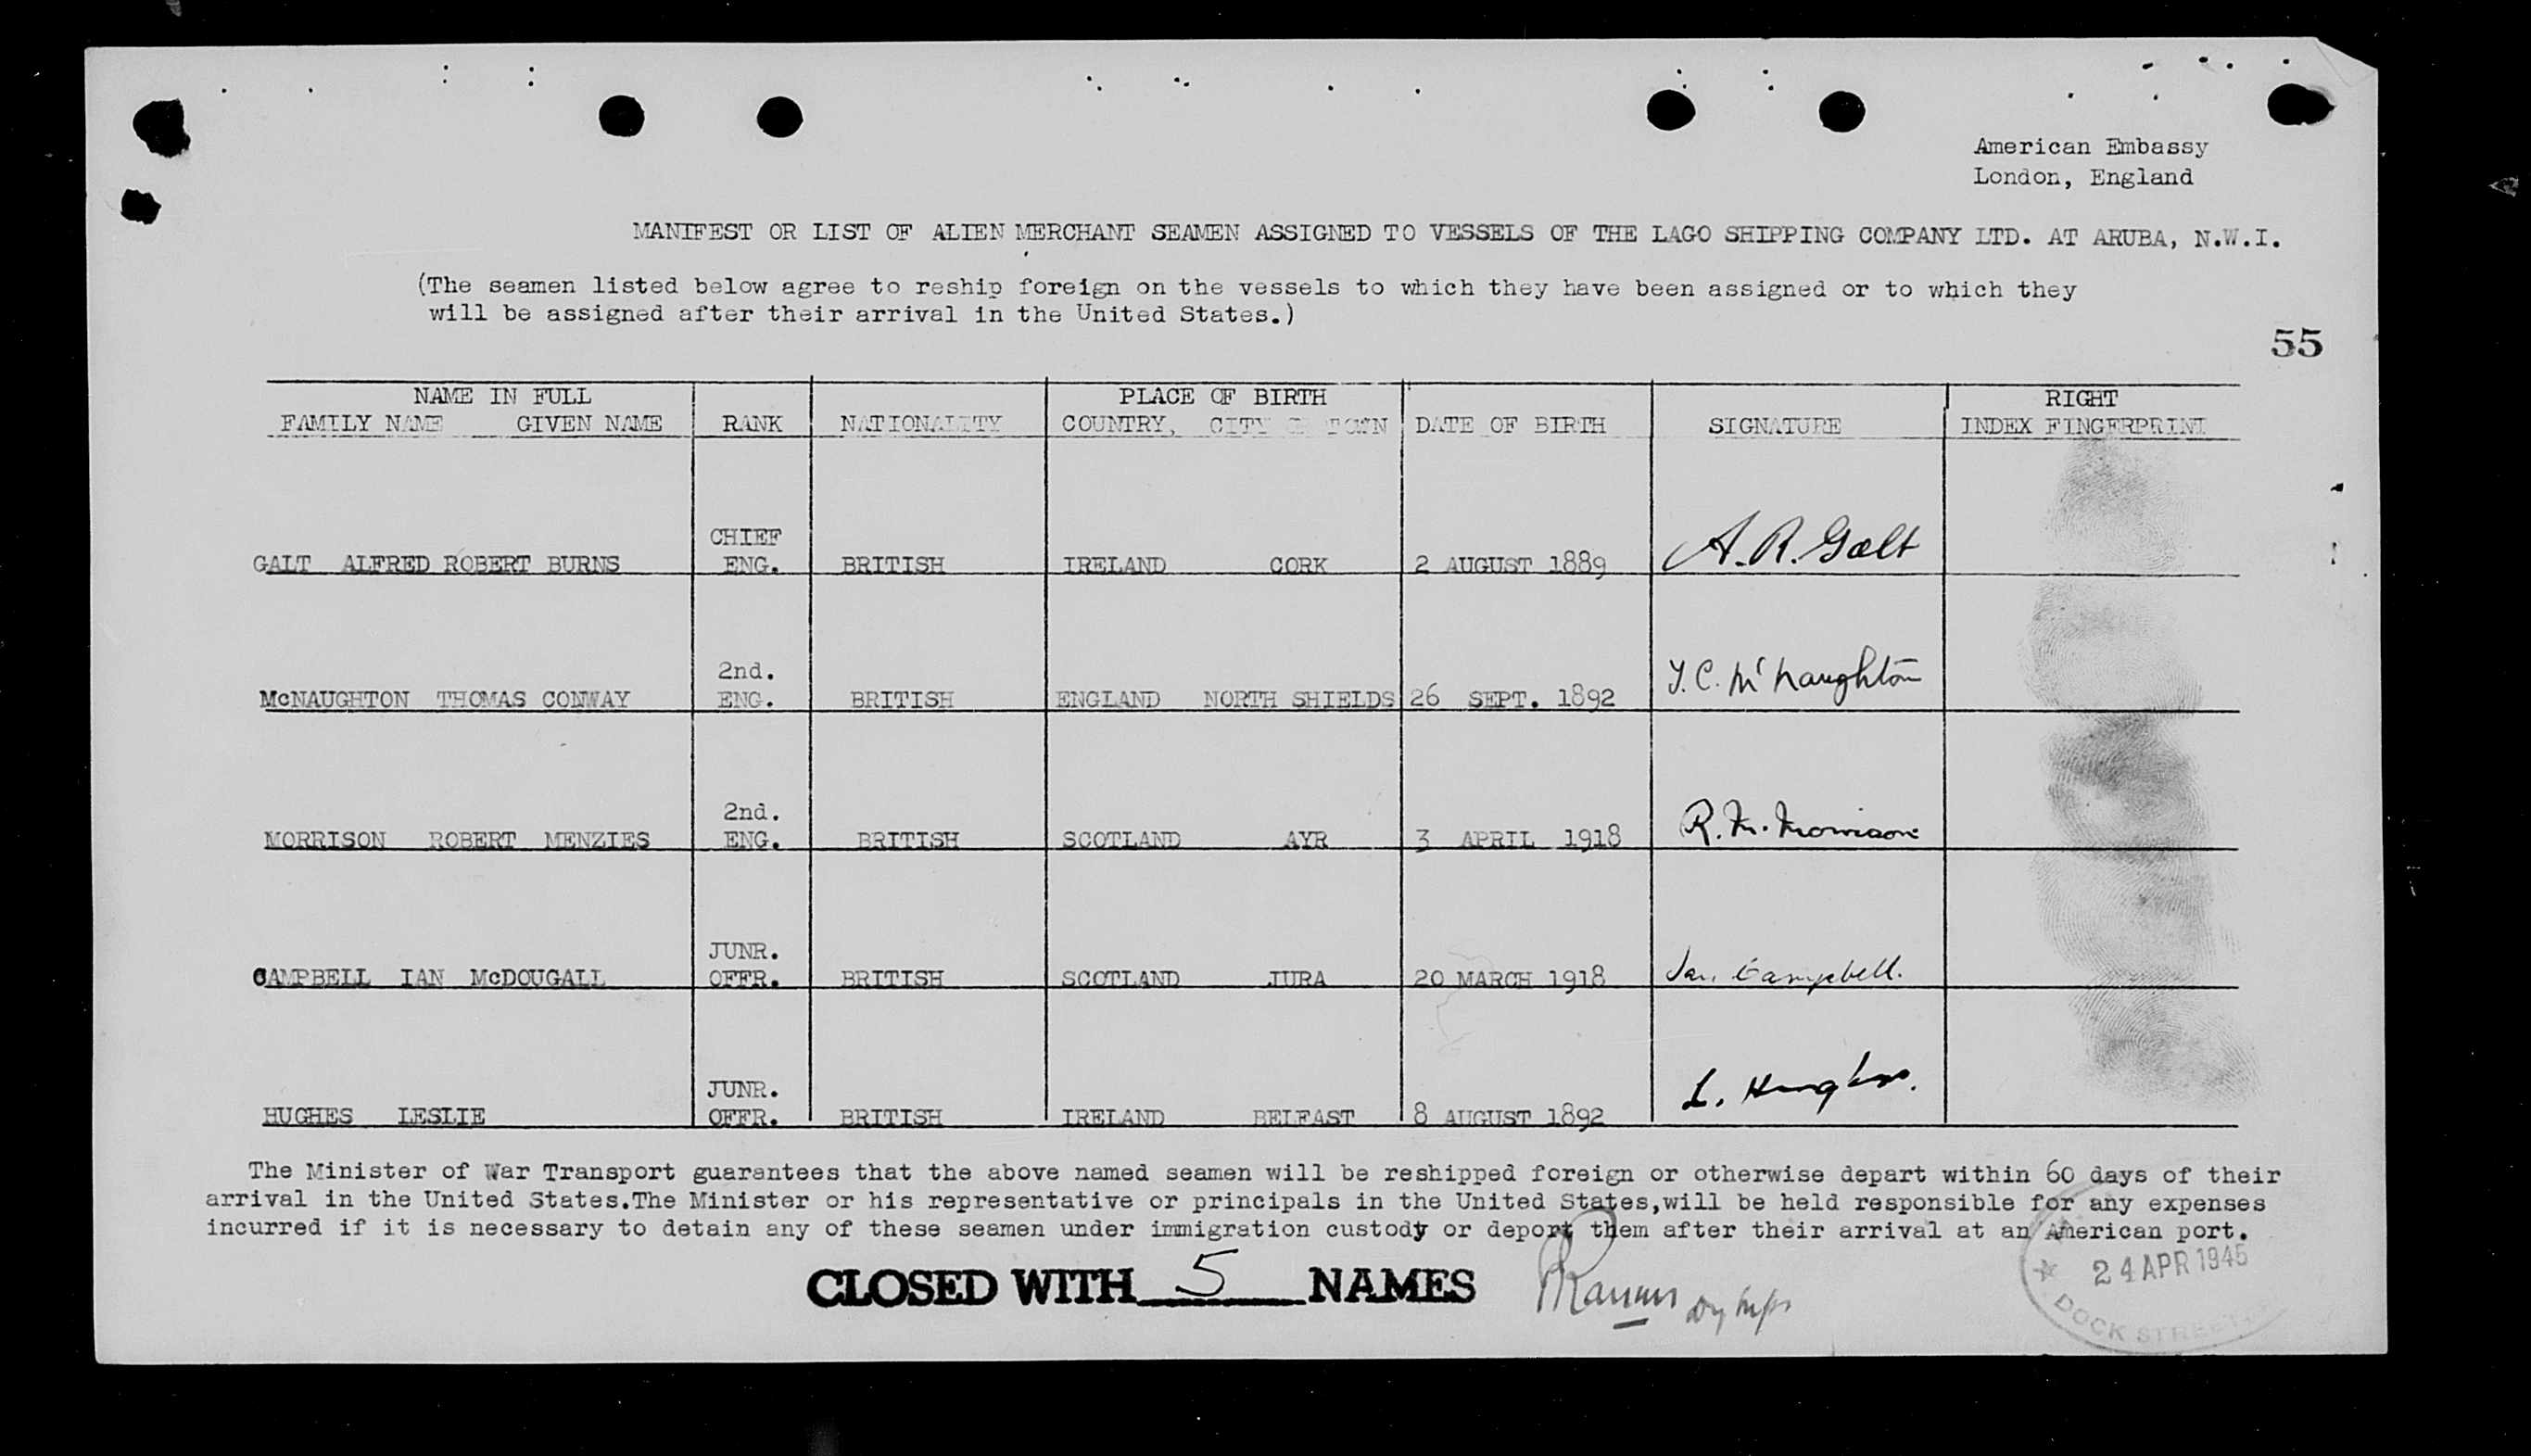 American Embassy
London, England
MANIFEST OR LIST OF ALIEN MERCHANT SEAMEN ASSIGNED TO VESSELS OF THE LAGO SHIPPING COMPANY LTD. AT ARUBA, N.W.I.
(The seamen listed below agree to reship foreign on the vessels to which they have been assigned or to which they
will be assigned after their arrival in the United States.)
55
NAME IN FULL PLACE OF BIRTH RIGHT
FAMILY NAME GIVEN NAME RANK NATIONALITY COUNTRY, CITY OR TOWN DATE OF BIRTH SIGNATURE INDEX FINGERPRINT
CHIEF
GALT ALFRED ROBERT BURNS ENG. BRITISH IRELAND CORK 2 AUGUST 1889 A. R. Galt
2nd.
McNAUGHTON THOMAS CONWAY ENG. BRITISH ENGLAND NORTH SHIELDS 26 SEPT. 1892 T. C. McNaughton
2nd.
MORRISON ROBERT MENZIES ENG. BRITISH SCOTLAND AYR 3 APRIL 1918 R. M. Morrison
JUNR.
CAMPBELL IAN McDOUGALL OFFR. BRITISH SCOTLAND JURA 20 MARCH 1918 Ian Campbell.
JUNR.
HUGHES LESLIE OFFR. BRITISH IRELAND BELFAST 8 AUGUST 1892 L. Hughes.
The Minister of War Transport guarantees that the above named seamen will be reshipped foreign or otherwise depart within 60 days of their
arrival in the United States.The Minister or his representative or principals in the United States,will be held responsible for any expenses
incurred if it is necessary to detain any of these seamen under immigration custody or deport them after their arrival at an American port.
CLOSED WITH 5 NAMES
24 APR 1945
DOCK STREET